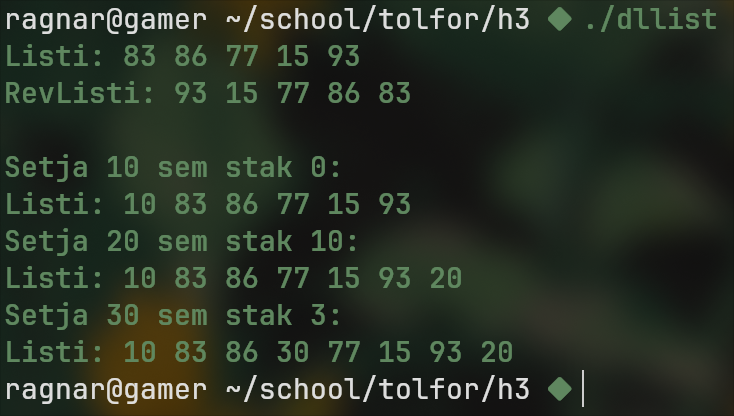 ragnar@gamer ~/school/tolfor/h3 ◆ ./dllist
Listi: 83 86 77 15 93
RevListi: 93 15 77 86 83
Setja 10 sem stak 0:
Listi: 10 83 86 77 15 93
Setja 20 sem stak 10:
Listi: 10 83 86 77 15 93 20
Setja 30 sem stak 3:
Listi: 10 83 86 30 77 15 93 20
ragnar@gamer ~/school/tolfor/h3 ◆